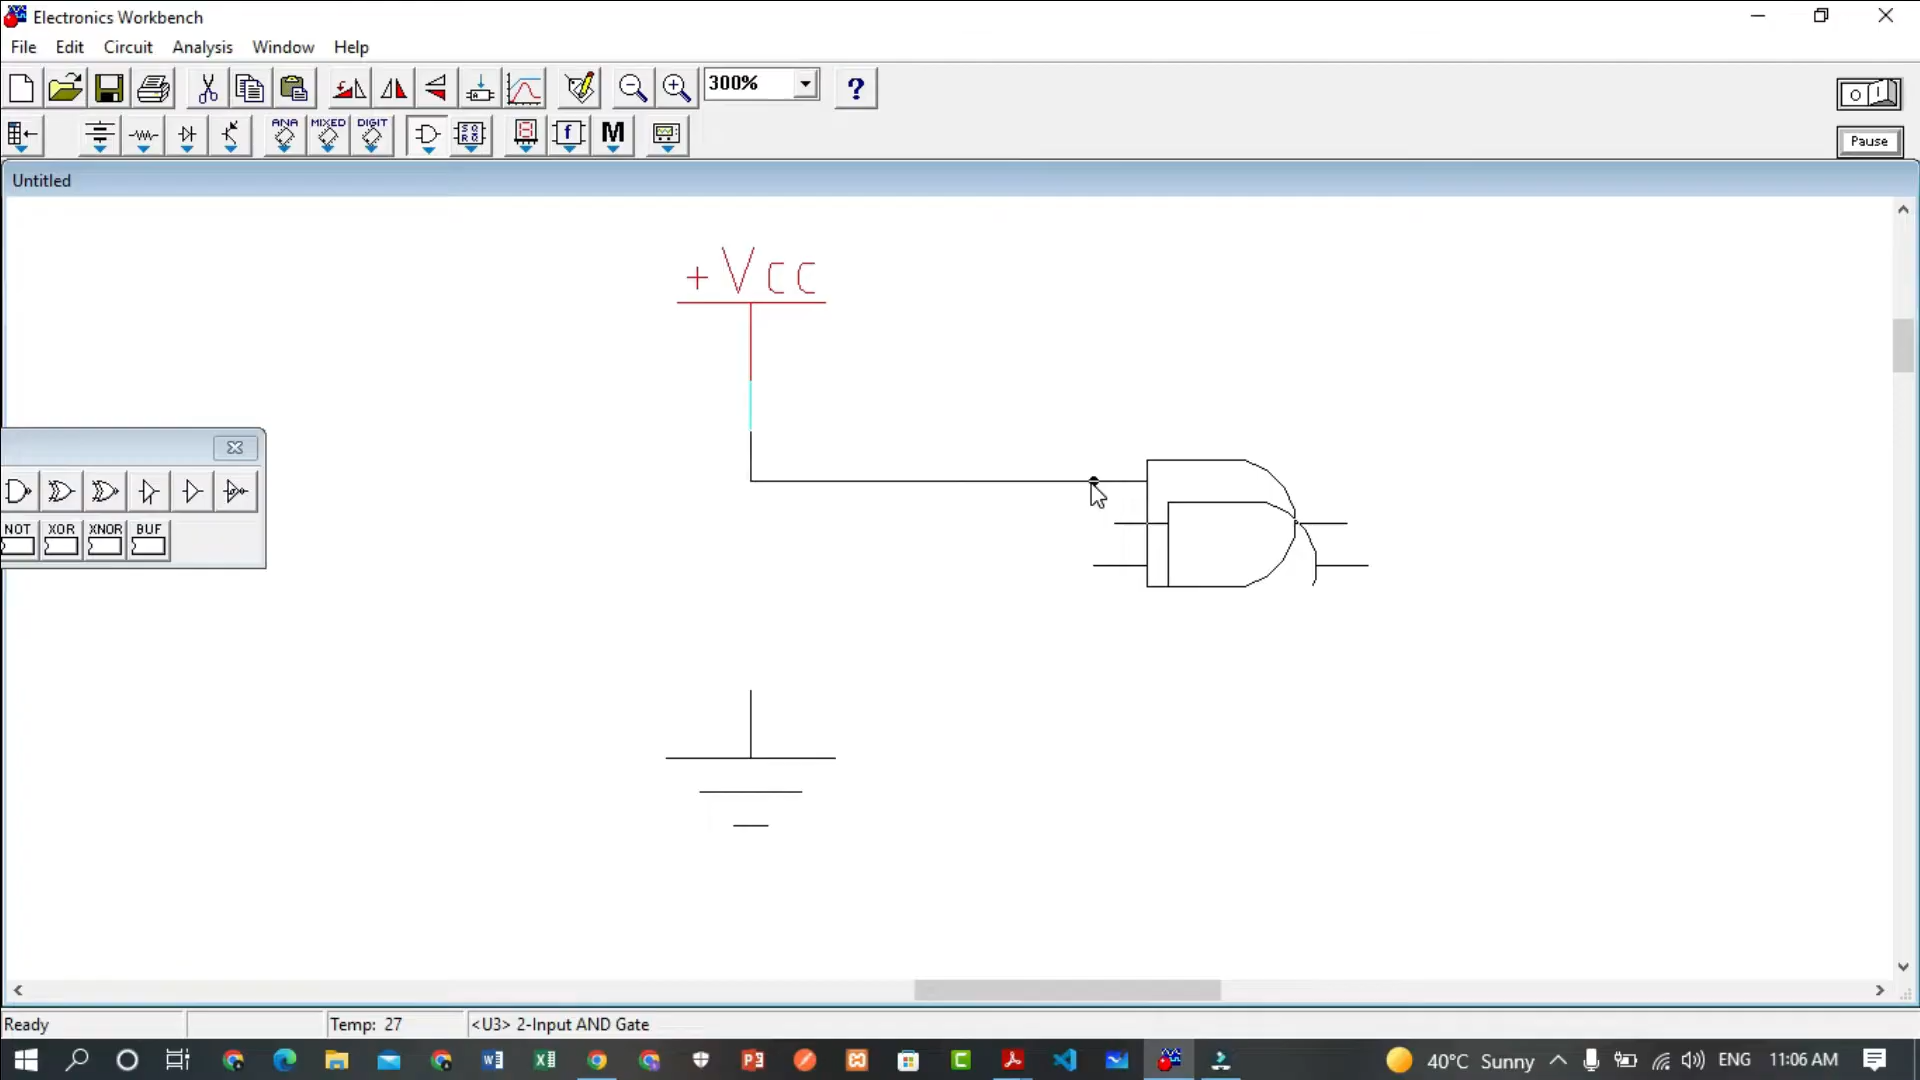 Electronics Workbench
File Edit Circuit Analysis Window Help
300% ?
ANA MIXED DIGIT f M
O I
Pause
Untitled
+Vcc
NOT XOR XNOR BUF
Ready Temp: 27 <U3> 2-Input AND Gate
40°C Sunny ENG 11:06 AM